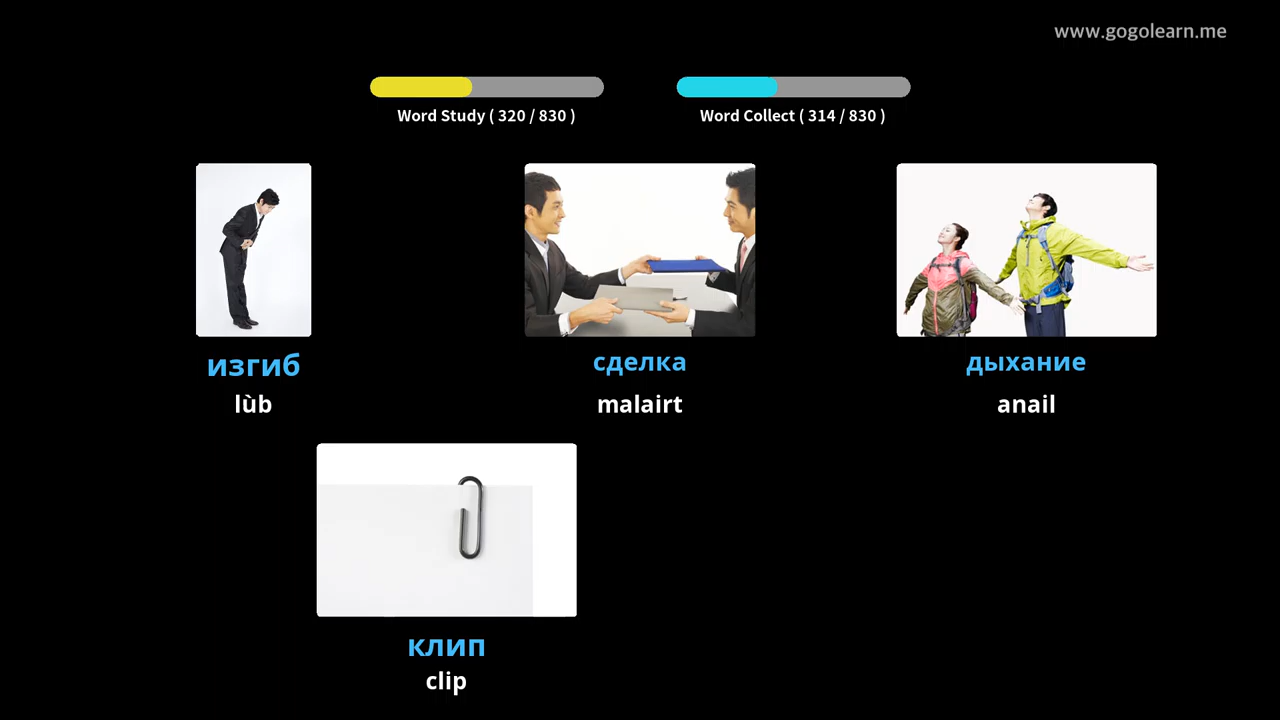 www.gogolearn.me
Word Study ( 320 / 830 )
Word Collect ( 314 / 830 )
изгиб
lùb
сделка
malairt
дыхание
anail
клип
clip